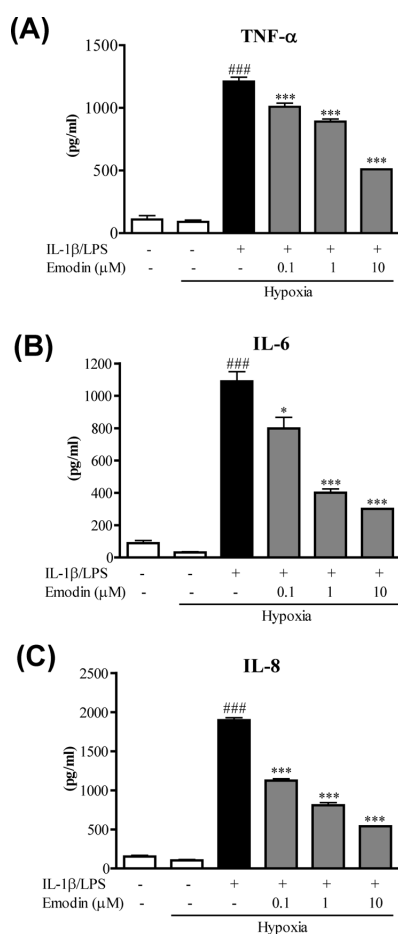 (A)
TNF-α
1500
1000
500
0
(pg/ml)
###
***
***
***
IL-1β/LPS - - + + + +
Emodin (μM) - - - 0.1 1 10
Hypoxia
(B)
IL-6
1200
1000
800
600
400
200
0
(pg/ml)
###
*
***
***
IL-1β/LPS - - + + + +
Emodin (μM) - - - 0.1 1 10
Hypoxia
(C)
IL-8
2500
2000
1500
1000
500
0
(pg/ml)
###
***
***
***
IL-1β/LPS - - + + + +
Emodin (μM) - - - 0.1 1 10
Hypoxia